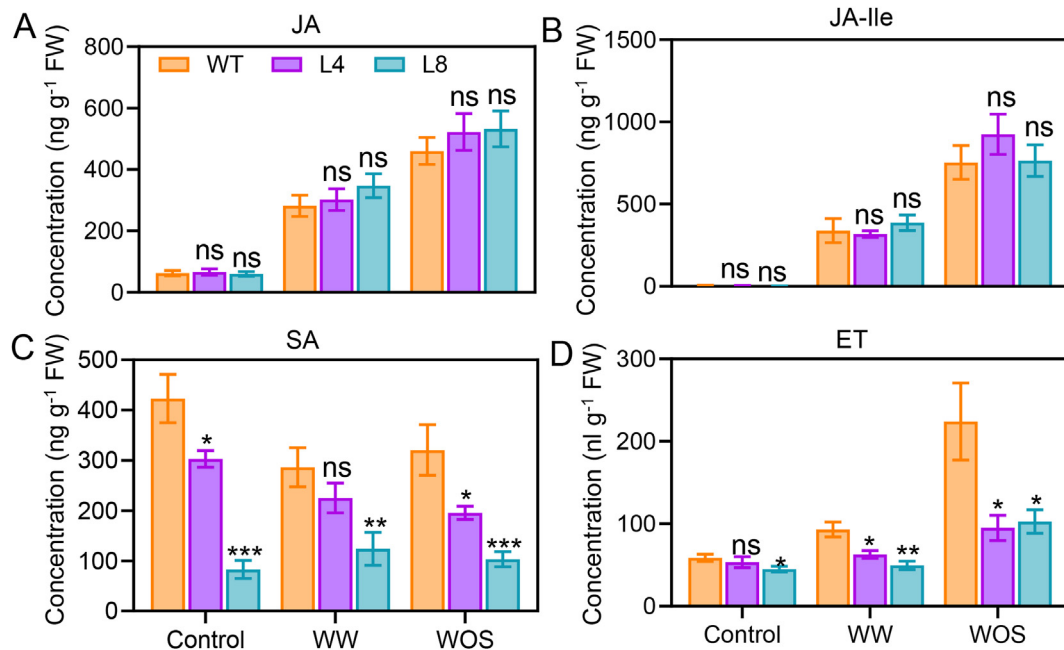 A
JA
Concentration (ng g⁻¹ FW)
800
600
400
200
0
WT L4 L8
ns ns
ns ns
ns ns
B
JA-Ile
Concentration (ng g⁻¹ FW)
1500
1000
500
0
ns ns
ns ns
ns ns
C
SA
Concentration (ng g⁻¹ FW)
500
400
300
200
100
0
* ***
ns **
* ***
Control WW WOS
D
ET
Concentration (nl g⁻¹ FW)
300
200
100
0
ns *
* **
* *
Control WW WOS